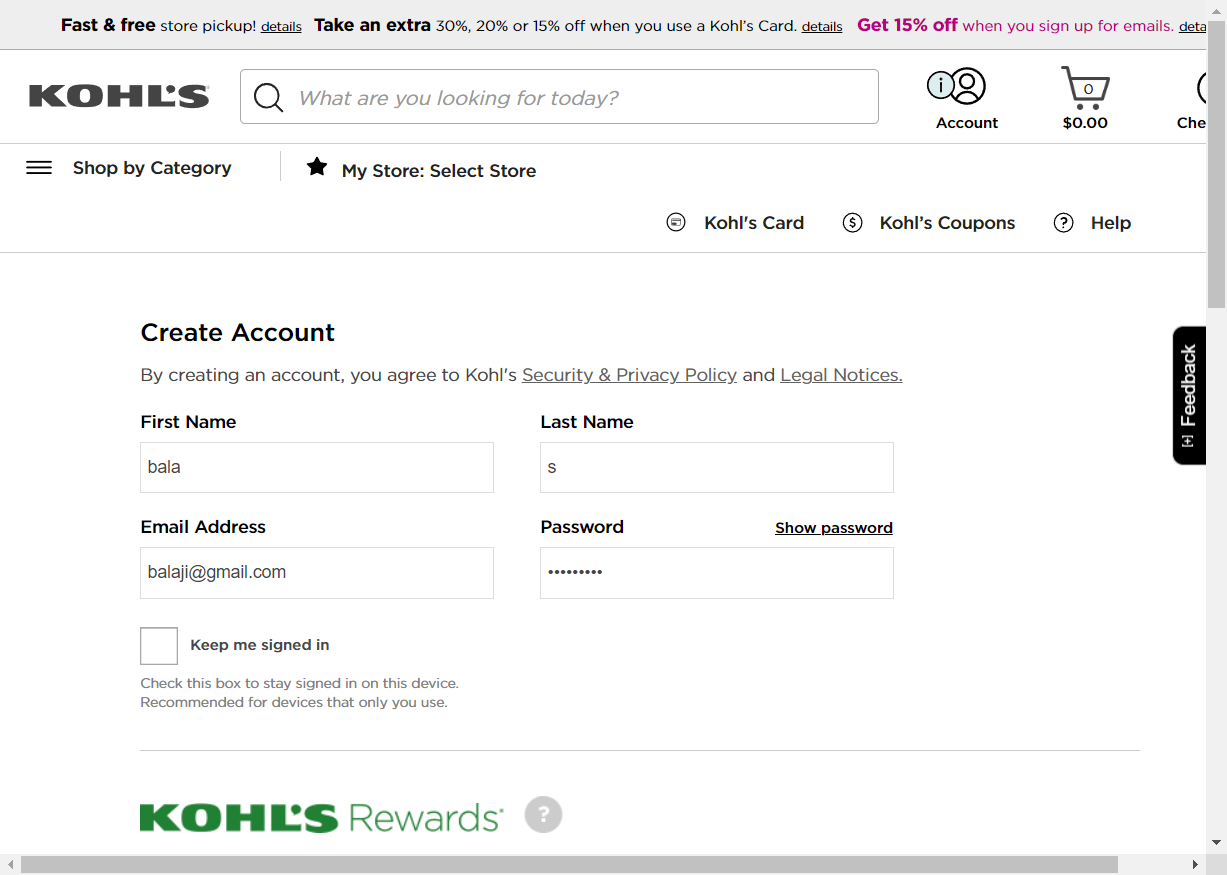 Fast & free store pickup! details Take an extra 30%, 20% or 15% off when you use a Kohl's Card. details Get 15% off when you sign up for emails.
KOHL'S
What are you looking for today?
i
Account
0
$0.00
Shop by Category
My Store: Select Store
Kohl's Card
$
Kohl’s Coupons
?
Help
Create Account
By creating an account, you agree to Kohl's Security & Privacy Policy and Legal Notices.
First Name Last Name
bala s
Email Address Password Show password
balaji@gmail.com •••••••••
Keep me signed in
Check this box to stay signed in on this device.
Recommended for devices that only you use.
[+] Feedback
KOHL'S Rewards ?